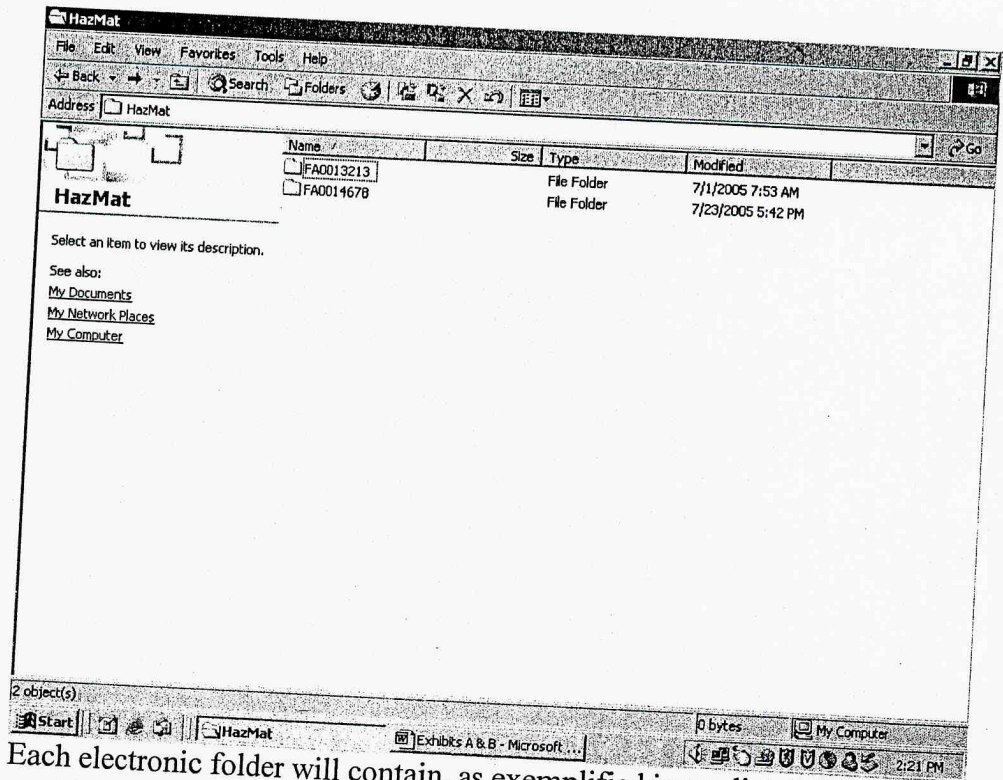 HazMat
File Edit View Favorites Tools Help
Back Search Folders
Address HazMat Go
Name Size Type Modified
FA0013213 File Folder 7/1/2005 7:53 AM
FA0014678 File Folder 7/23/2005 5:42 PM
HazMat
Select an item to view its description.
See also:
My Documents
My Network Places
My Computer
2 object(s) 0 bytes My Computer
Start HazMat Exhibits A & B - Microsoft ... 2:21 PM
Each electronic folder will contain, as exemplified in